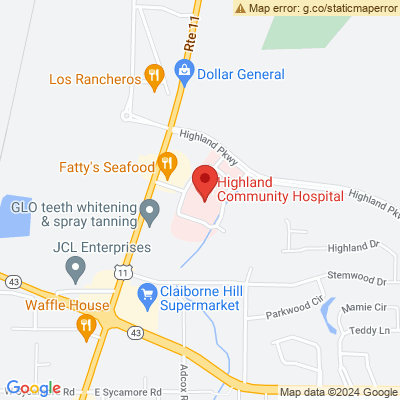 Map error: g.co/staticmaperror
Rte 11
Los Rancheros
Dollar General
Highland Pkwy
Fatty's Seafood
Highland
Community Hospital
Highland Pkw
GLO teeth whitening
& spray tanning
JCL Enterprises
Highland Dr
11
43
Stemwood Dr
Claiborne Hill
Supermarket
Waffle House
Parkwood Cir
Mamie Cir
43
Teddy Ln
Google
W Sycamore Rd
E Sycamore Rd
Adcox R
Map data ©2024 Google